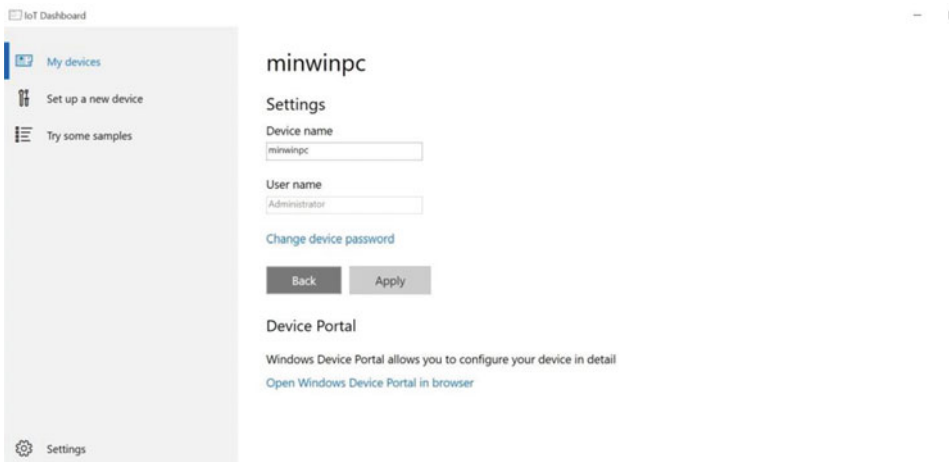 IoT Dashboard
My devices
Set up a new device
Try some samples
Settings
minwinpc
Settings
Device name
minwinpc
User name
Administrator
Change device password
Back
Apply
Device Portal
Windows Device Portal allows you to configure your device in detail
Open Windows Device Portal in browser